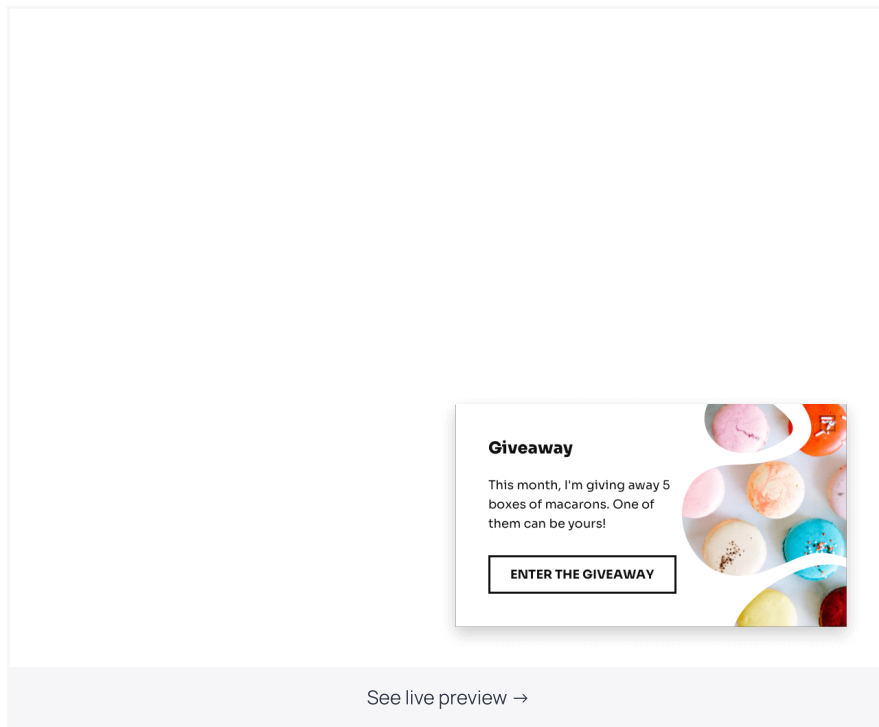 Giveaway
This month, I'm giving away 5
boxes of macarons. One of
them can be yours!
ENTER THE GIVEAWAY
See live preview →